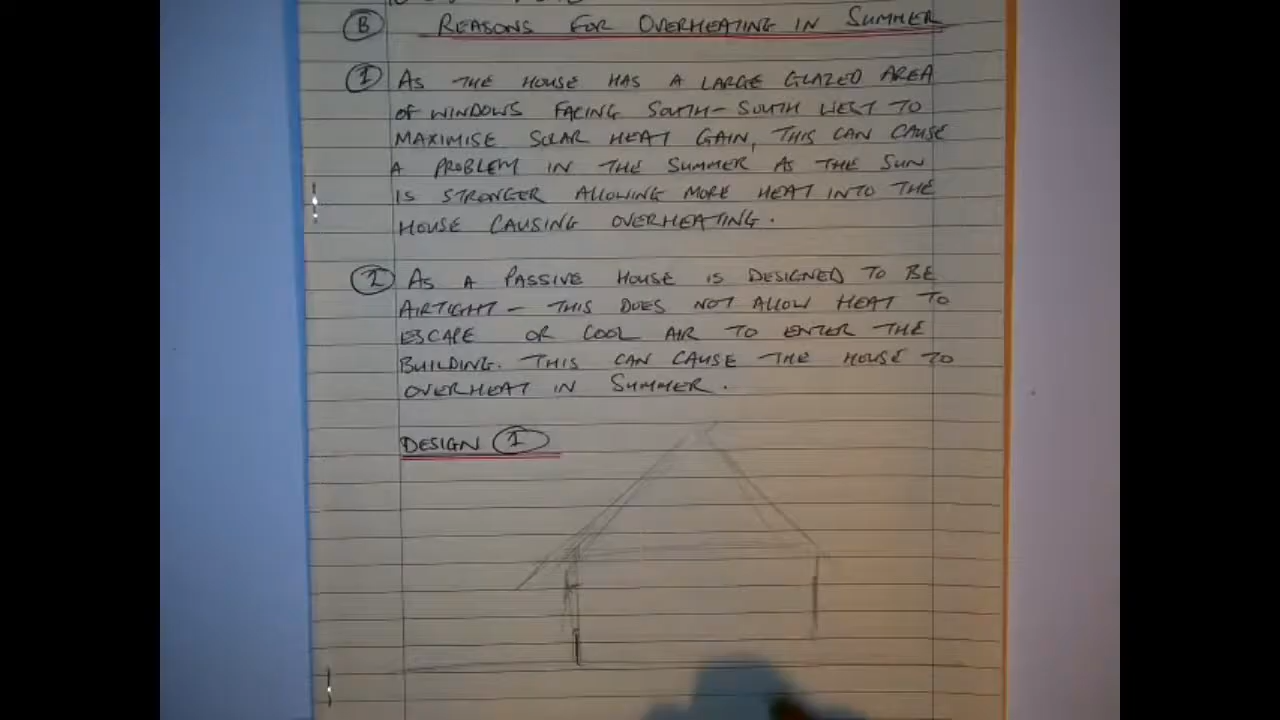 B REASONS FOR OVERHEATING IN SUMMER
1 AS THE HOUSE HAS A LARGE GLAZED AREA
OF WINDOWS FACING SOUTH - SOUTH WEST TO
MAXIMISE SOLAR HEAT GAIN, THIS CAN CAUSE
A PROBLEM IN THE SUMMER AS THE SUN
IS STRONGER ALLOWING MORE HEAT INTO THE
HOUSE CAUSING OVERHEATING.
2 AS A PASSIVE HOUSE IS DESIGNED TO BE
AIRTIGHT - THIS DOES NOT ALLOW HEAT TO
ESCAPE OR COOL AIR TO ENTER THE
BUILDING. THIS CAN CAUSE THE HOUSE TO
OVERHEAT IN SUMMER.
DESIGN 1